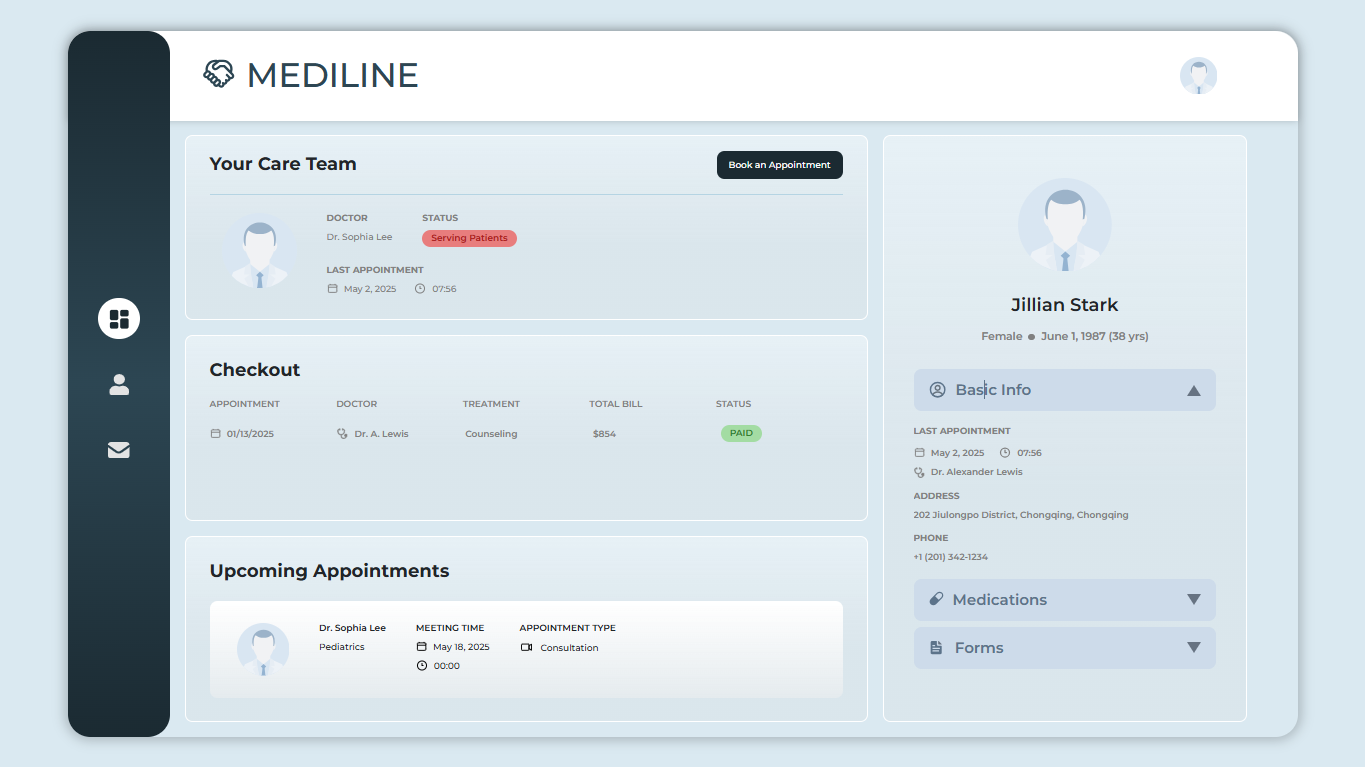 MEDILINE
Your Care Team
Book an Appointment
DOCTOR
STATUS
Dr. Sophia Lee
Serving Patients
LAST APPOINTMENT
May 2, 2025 07:56
Checkout
APPOINTMENT DOCTOR TREATMENT TOTAL BILL STATUS
01/13/2025 Dr. A. Lewis Counseling $854 PAID
Upcoming Appointments
Dr. Sophia Lee MEETING TIME APPOINTMENT TYPE
Pediatrics May 18, 2025 Consultation
00:00
Jillian Stark
Female ● June 1, 1987 (38 yrs)
Basic Info
LAST APPOINTMENT
May 2, 2025 07:56
Dr. Alexander Lewis
ADDRESS
202 Jiulongpo District, Chongqing, Chongqing
PHONE
+1 (201) 342-1234
Medications
Forms